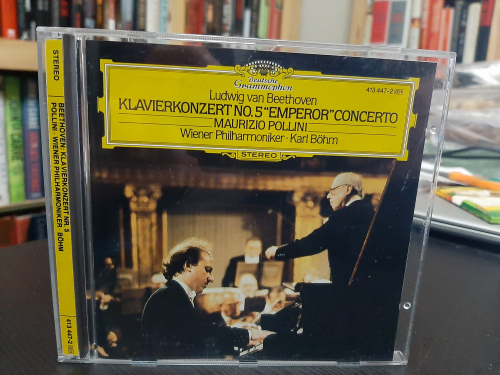 Deutsche
Grammophon
413 447-2
Ludwig van Beethoven
KLAVIERKONZERT NO. 5 "EMPEROR" CONCERTO
MAURIZIO POLLINI
Wiener Philharmoniker · Karl Böhm
STEREO
STEREO
BEETHOVEN: KLAVIERKONZERT NR. 5
POLLINI · WIENER PHILHARMONIKER · BÖHM
413 447-2